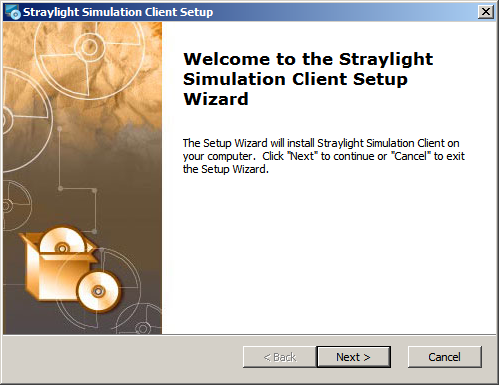 Straylight Simulation Client Setup
Welcome to the Straylight
Simulation Client Setup
Wizard
The Setup Wizard will install Straylight Simulation Client on
your computer.  Click "Next" to continue or "Cancel" to exit
the Setup Wizard.
< Back
Next >
Cancel